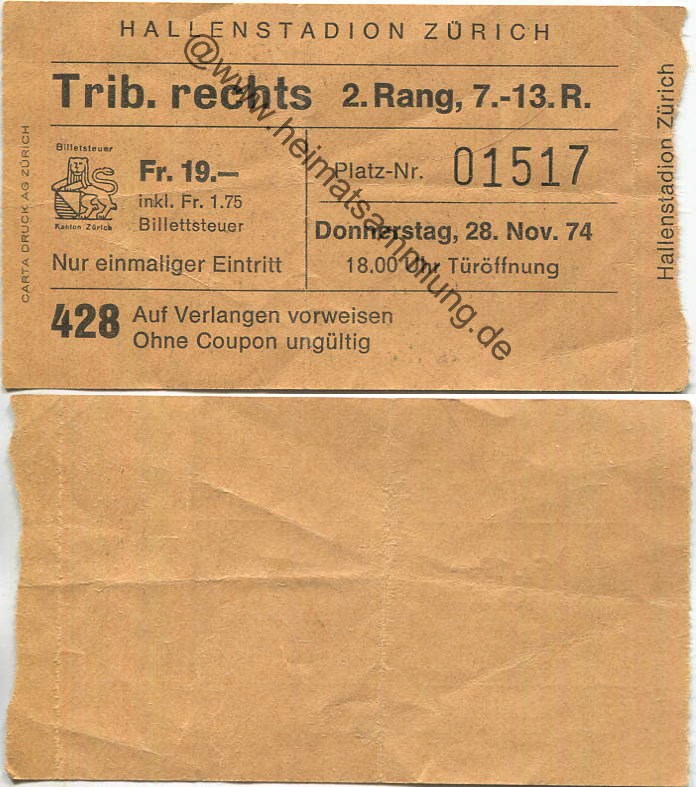 HALLENSTADION ZÜRICH
Trib. rechts 2. Rang, 7.-13. R.
Billetsteuer
Kanton Zürich
Fr. 19.—
inkl. Fr. 1.75
Billettsteuer
Nur einmaliger Eintritt
Platz-Nr. 01517
Donnerstag, 28. Nov. 74
18.00 Uhr Türöffnung
428 Auf Verlangen vorweisen
Ohne Coupon ungültig
CARTA DRUCK AG ZÜRICH
Hallenstadion Zürich
@www.heimatsammlung.de